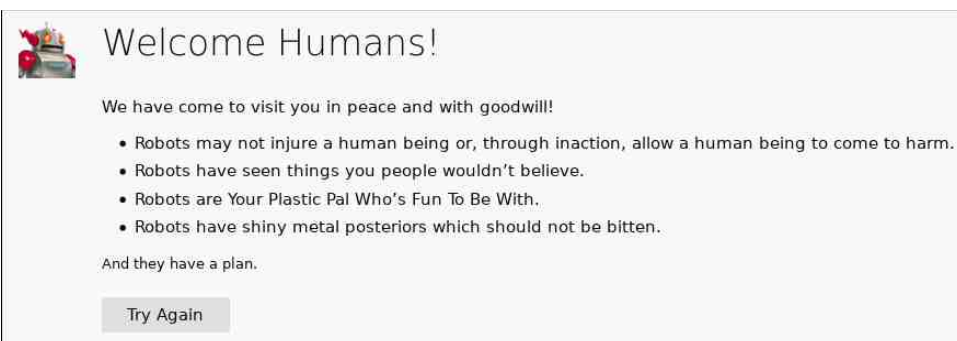 Welcome Humans!
We have come to visit you in peace and with goodwill!
• Robots may not injure a human being or, through inaction, allow a human being to come to harm.
• Robots have seen things you people wouldn’t believe.
• Robots are Your Plastic Pal Who’s Fun To Be With.
• Robots have shiny metal posteriors which should not be bitten.
And they have a plan.
Try Again